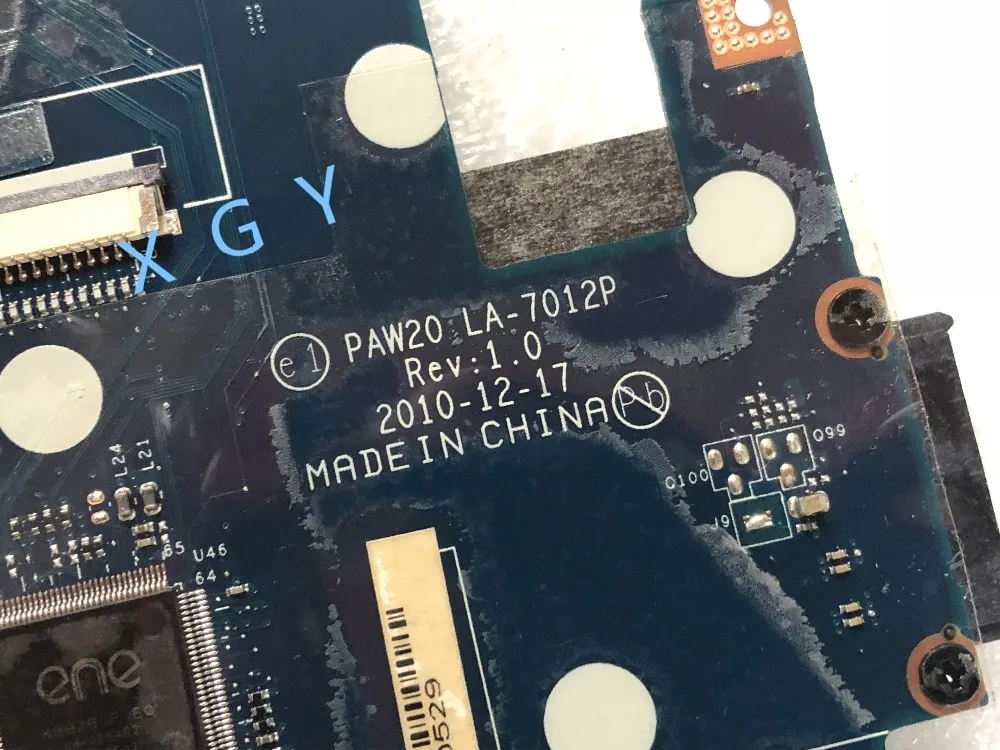 X G Y
e1 PAW20 LA-7012P
Rev:1.0
2010-12-17
MADE IN CHINA Pb
L24
L21
Q99
Q100
J9
65 U46
64
ene
0529